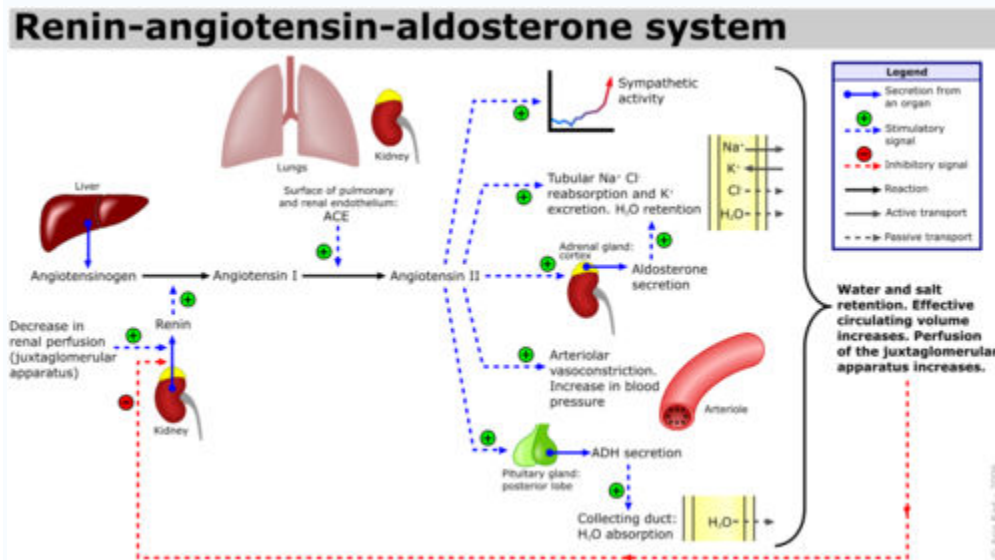 Renin-angiotensin-aldosterone system
Legend
Secretion from
an organ
Stimulatory
signal
Inhibitory signal
Reaction
Active transport
Passive transport
Sympathetic
activity
Lungs
Kidney
Liver
Surface of pulmonary
and renal endothelium:
ACE
Tubular Na⁺ Cl⁻
reabsorption and K⁺
excretion. H₂O retention
Na⁺
K⁺
Cl⁻
H₂O
Adrenal gland:
cortex
Angiotensinogen
Angiotensin I
Angiotensin II
Aldosterone
secretion
Decrease in
renal perfusion
(juxtaglomerular
apparatus)
Renin
Kidney
Arteriolar
vasoconstriction.
Increase in blood
pressure
Arteriole
Water and salt
retention. Effective
circulating volume
increases. Perfusion
of the juxtaglomerular
apparatus increases.
Pituitary gland:
posterior lobe
ADH secretion
Collecting duct:
H₂O absorption
H₂O